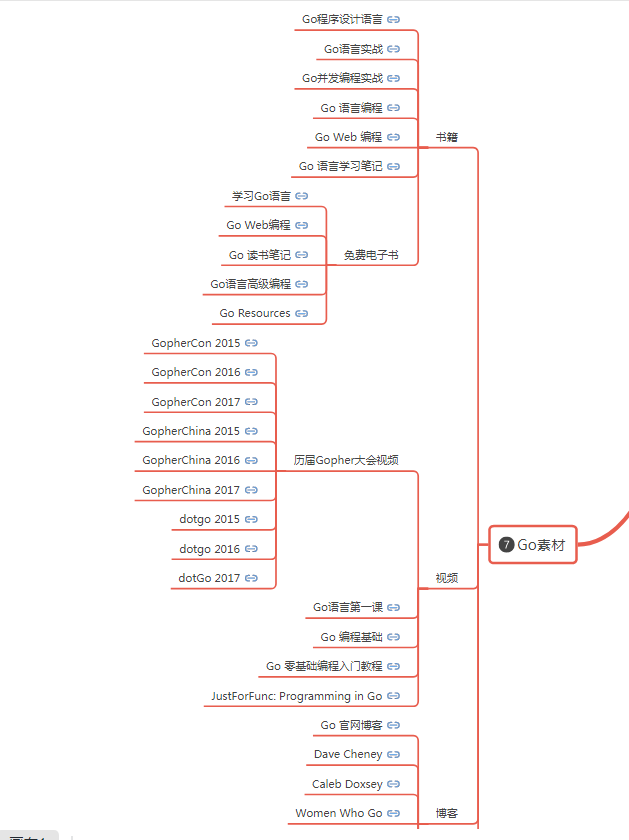 Go程序设计语言
Go语言实战
Go并发编程实战
Go 语言编程
Go Web 编程
书籍
Go 语言学习笔记
学习Go语言
Go Web编程
Go 读书笔记
免费电子书
Go语言高级编程
Go Resources
GopherCon 2015
GopherCon 2016
GopherCon 2017
GopherChina 2015
GopherChina 2016
历届Gopher大会视频
GopherChina 2017
dotgo 2015
dotgo 2016
7 Go素材
dotGo 2017
视频
Go语言第一课
Go 编程基础
Go 零基础编程入门教程
JustForFunc: Programming in Go
Go 官网博客
Dave Cheney
Caleb Doxsey
Women Who Go
博客